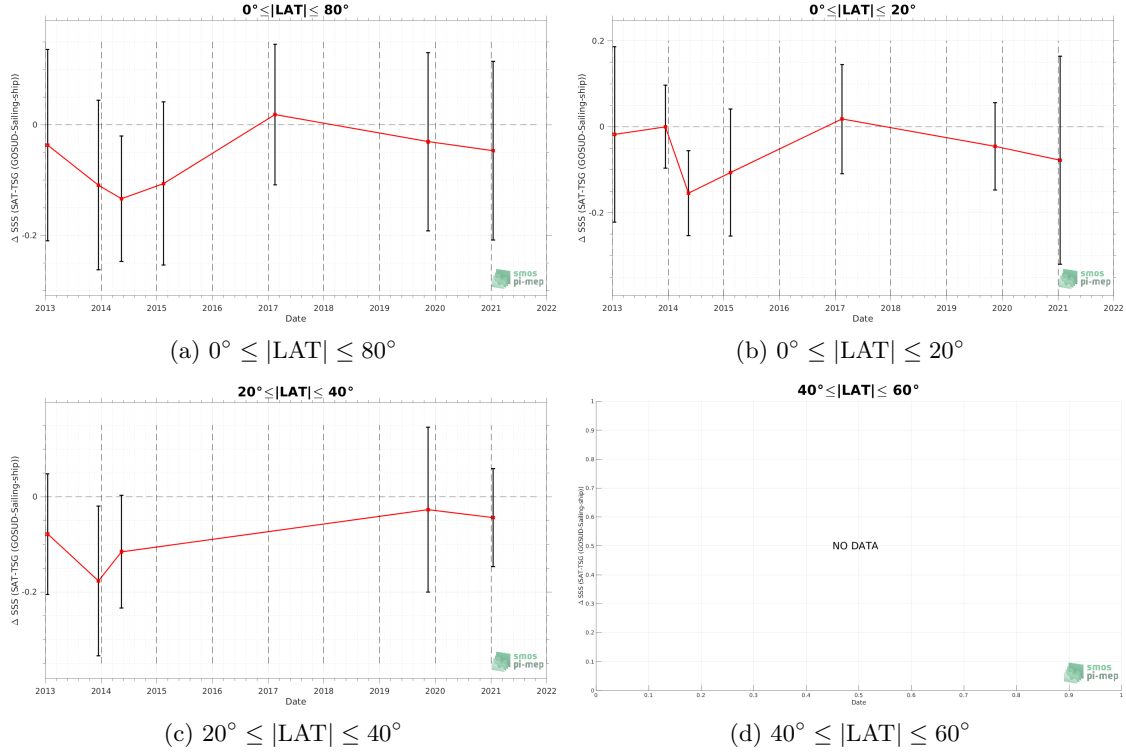 0°≤|LAT|≤ 80°
Δ SSS (SAT-TSG (GOSUD-Sailing-ship))
0
-0.2
2013 2014 2015 2016 2017 2018 2019 2020 2021 2022
Date
smos
pi-mep
(a) 0° ≤ |LAT| ≤ 80°
0°≤|LAT|≤ 20°
Δ SSS (SAT-TSG (GOSUD-Sailing-ship))
0.2
0
-0.2
2013 2014 2015 2016 2017 2018 2019 2020 2021 2022
Date
smos
pi-mep
(b) 0° ≤ |LAT| ≤ 20°
20°≤|LAT|≤ 40°
Δ SSS (SAT-TSG (GOSUD-Sailing-ship))
0
-0.2
2013 2014 2015 2016 2017 2018 2019 2020 2021 2022
Date
smos
pi-mep
(c) 20° ≤ |LAT| ≤ 40°
40°≤|LAT|≤ 60°
Δ SSS (SAT-TSG (GOSUD-Sailing-ship))
1
0.9
0.8
0.7
0.6
0.5
0.4
0.3
0.2
0.1
0
NO DATA
0 0.1 0.2 0.3 0.4 0.5 0.6 0.7 0.8 0.9 1
Date
smos
pi-mep
(d) 40° ≤ |LAT| ≤ 60°